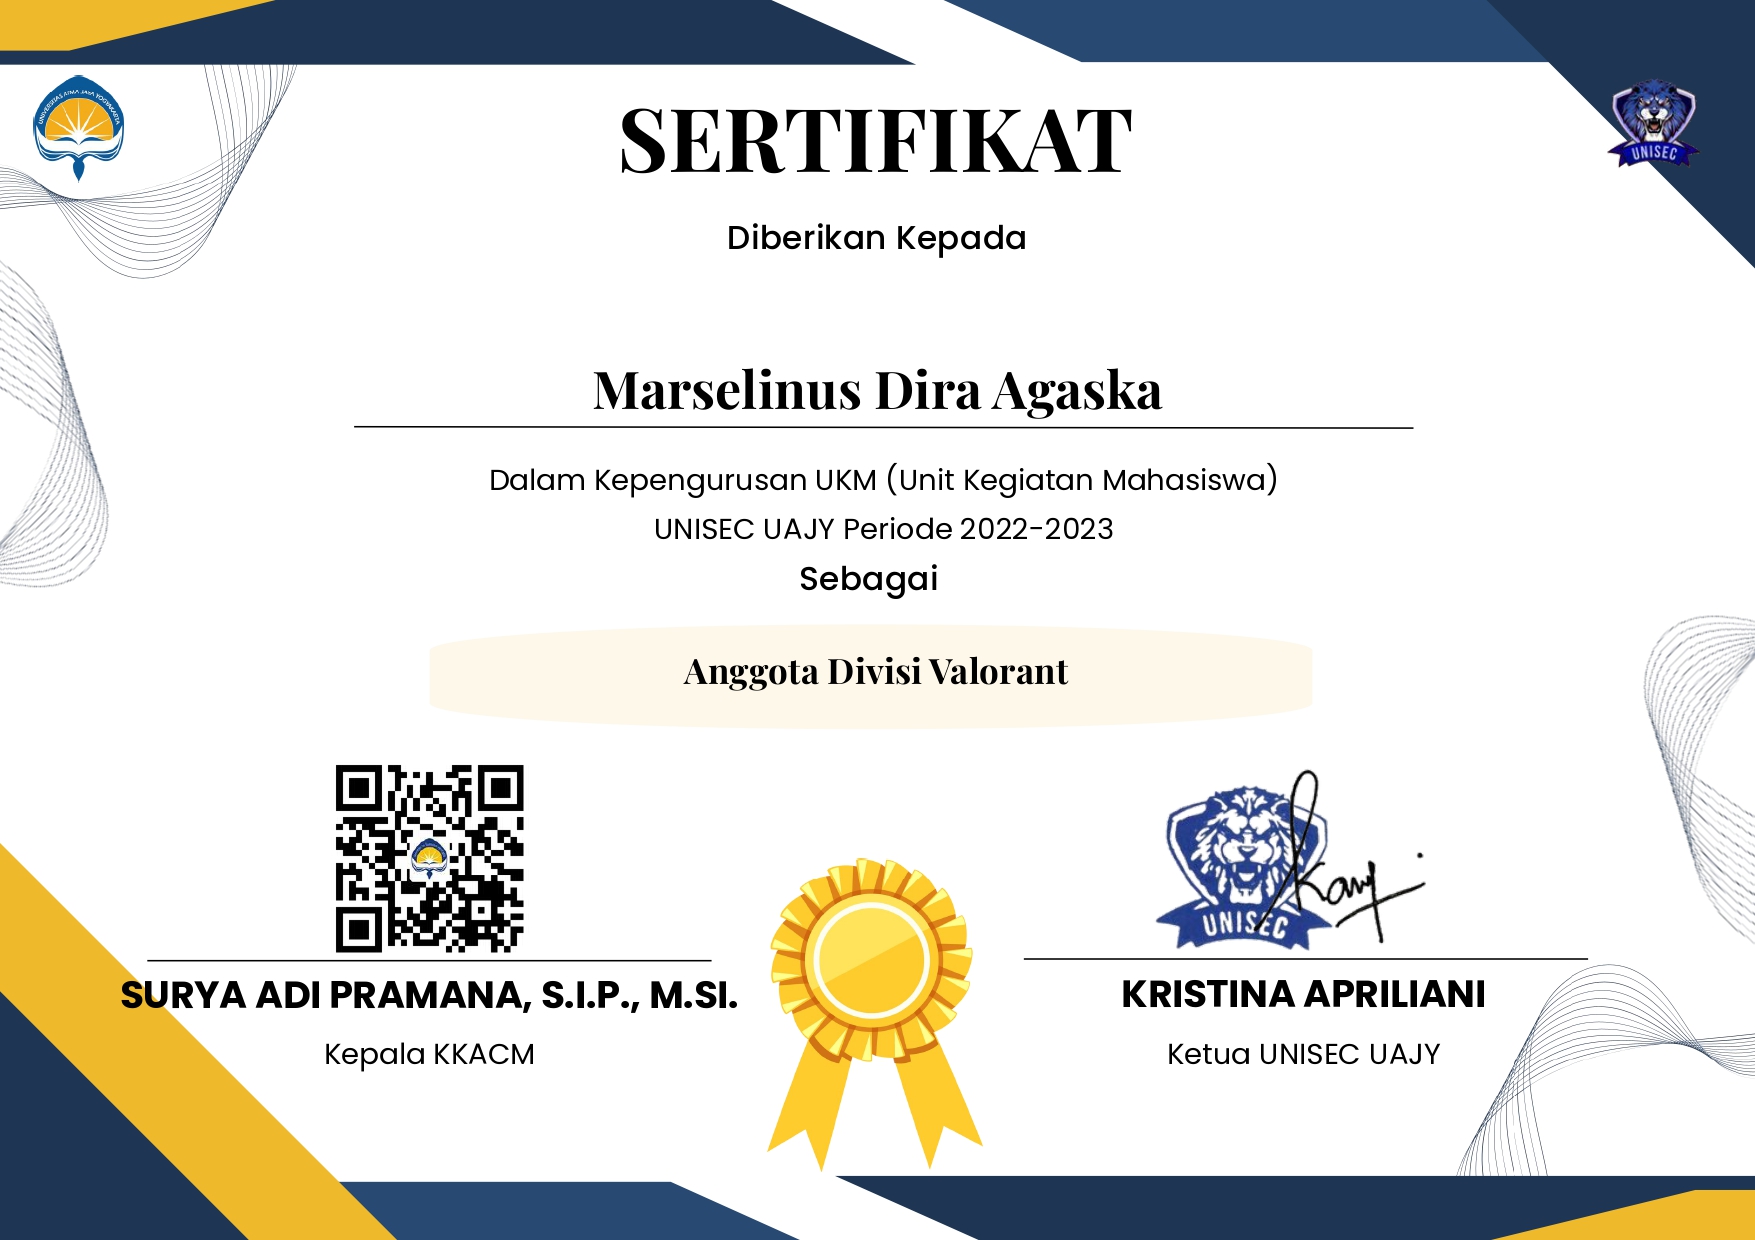 UNIVERSITAS ATMA JAYA YOGYAKARTA
UNISEC
SERTIFIKAT
Diberikan Kepada
Marselinus Dira Agaska
Dalam Kepengurusan UKM (Unit Kegiatan Mahasiswa)
UNISEC UAJY Periode 2022-2023
Sebagai
Anggota Divisi Valorant
UNISEC
SURYA ADI PRAMANA, S.I.P., M.SI.
Kepala KKACM
KRISTINA APRILIANI
Ketua UNISEC UAJY